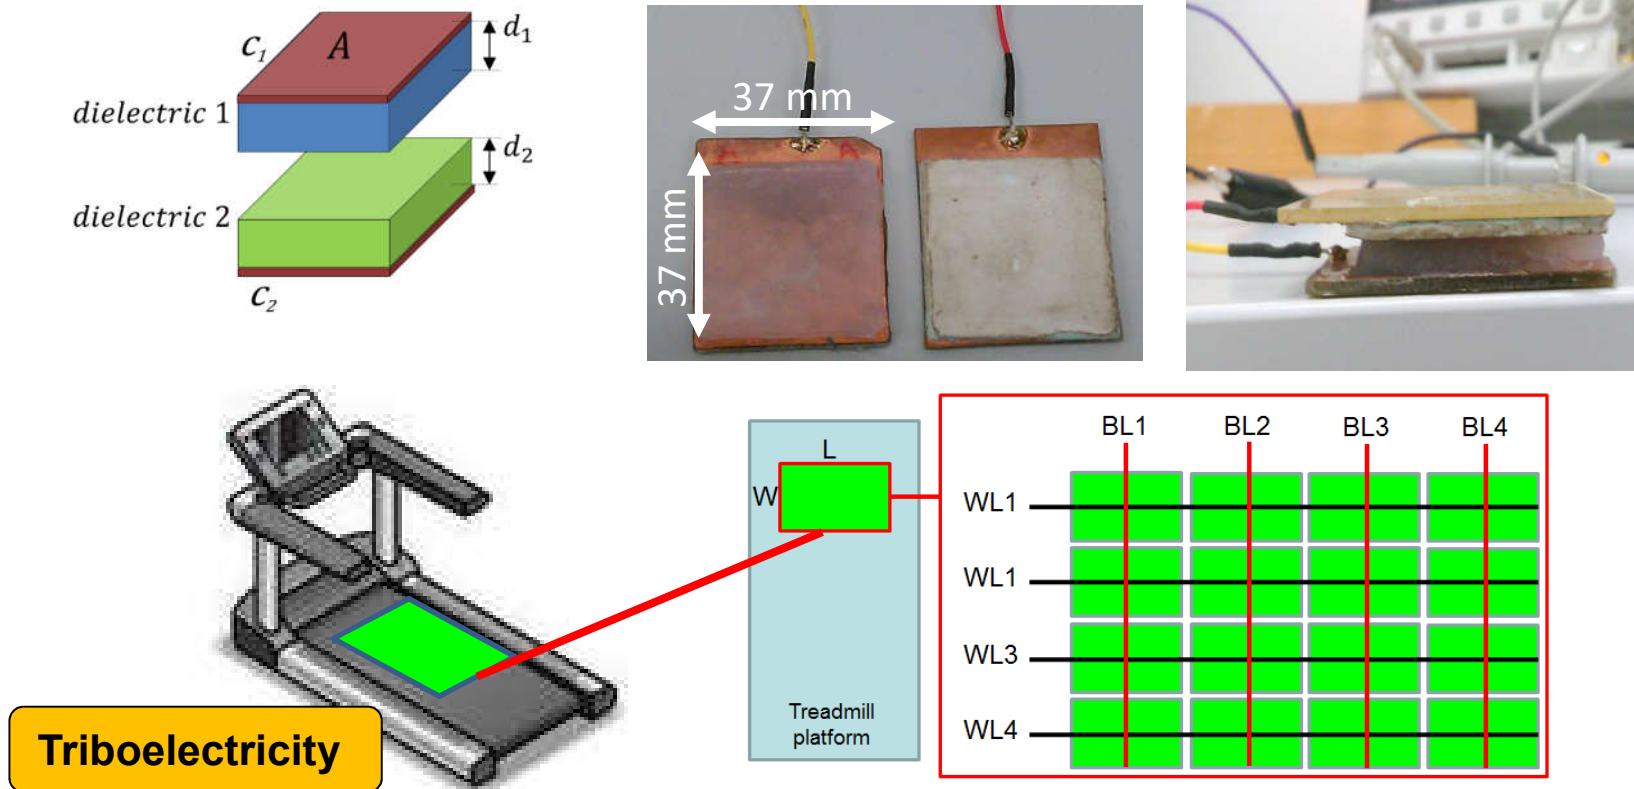 C1
A
d1
dielectric 1
d2
dielectric 2
C2
37 mm
37 mm
A A
BL1 BL2 BL3 BL4
L
W
WL1
WL1
WL3
WL4
Treadmill
platform
Triboelectricity